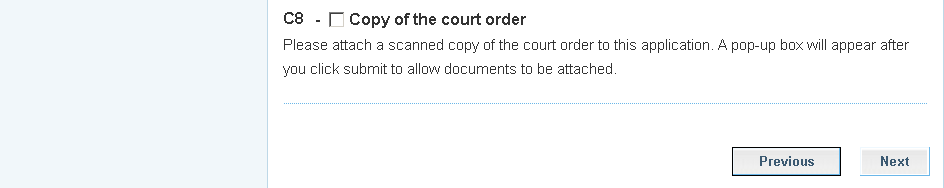 C8 - Copy of the court order
Please attach a scanned copy of the court order to this application. A pop-up box will appear after
you click submit to allow documents to be attached.
Previous Next